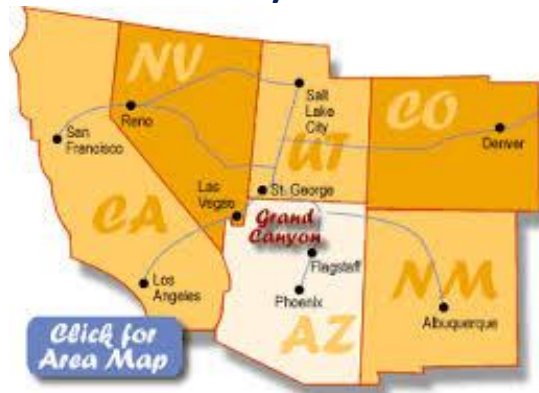 NV
Salt
Lake
City
CO
Reno
San
Francisco
UT
Denver
Las
Vegas
St. George
CA
Grand
Canyon
Flagstaff
NM
Los
Angeles
Phoenix
Albuquerque
AZ
Click for
Area Map